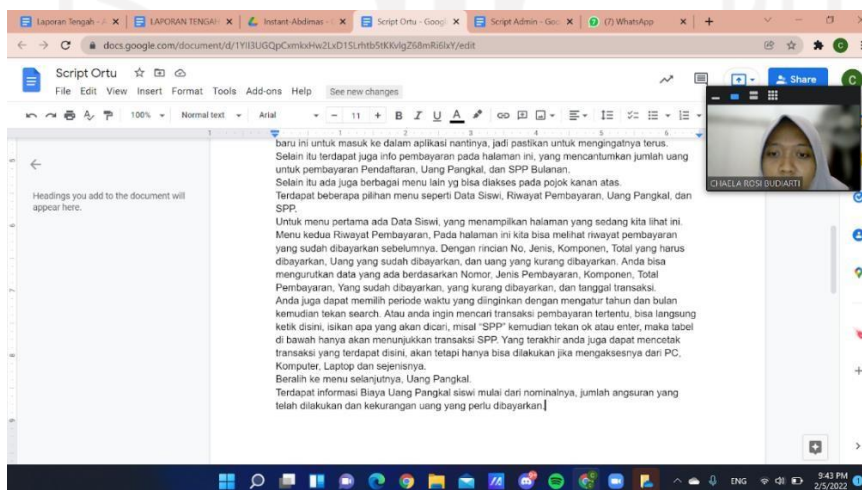 Laporan Tengah - A
LAPORAN TENGAH
Instant-Abdimas -
Script Ortu - Googl
Script Admin - Goo
(7) WhatsApp
docs.google.com/document/d/
/edit
Script Ortu
File Edit View Insert Format Tools Add-ons Help See new changes
Share
C
100% Normal text Arial 11 B I U A
CHAELA ROSI BUDIARTI
Headings you add to the document will
appear here.
baru ini untuk masuk ke dalam aplikasi nantinya, jadi pastikan untuk mengingatnya terus.
Selain itu terdapat juga info pembayaran pada halaman ini, yang mencantumkan jumlah uang
untuk pembayaran Pendaftaran, Uang Pangkal, dan SPP Bulanan.
Selain itu ada juga berbagai menu lain yg bisa diakses pada pojok kanan atas.
Terdapat beberapa pilihan menu seperti Data Siswi, Riwayat Pembayaran, Uang Pangkal, dan
SPP.
Untuk menu pertama ada Data Siswi, yang menampilkan halaman yang sedang kita lihat ini.
Menu kedua Riwayat Pembayaran, Pada halaman ini kita bisa melihat riwayat pembayaran
yang sudah dibayarkan sebelumnya. Dengan rincian No, Jenis, Komponen, Total yang harus
dibayarkan, Uang yang sudah dibayarkan, dan uang yang kurang dibayarkan. Anda bisa
mengurutkan data yang ada berdasarkan Nomor, Jenis Pembayaran, Komponen, Total
Pembayaran, Yang sudah dibayarkan, yang kurang dibayarkan, dan tanggal transaksi.
Anda juga dapat memilih periode waktu yang diinginkan dengan mengatur tahun dan bulan
kemudian tekan search. Atau anda ingin mencari transaksi pembayaran tertentu, bisa langsung
ketik disini, isikan apa yang akan dicari, misal "SPP" kemudian tekan ok atau enter, maka tabel
di bawah hanya akan menunjukkan transaksi SPP. Yang terakhir anda juga dapat mencetak
transaksi yang terdapat disini, akan tetapi hanya bisa dilakukan jika mengaksesnya dari PC,
Komputer, Laptop dan sejenisnya.
Beralih ke menu selanjutnya, Uang Pangkal.
Terdapat informasi Biaya Uang Pangkal siswi mulai dari nominalnya, jumlah angsuran yang
telah dilakukan dan kekurangan uang yang perlu dibayarkan.
ENG
9:43 PM
2/5/2022